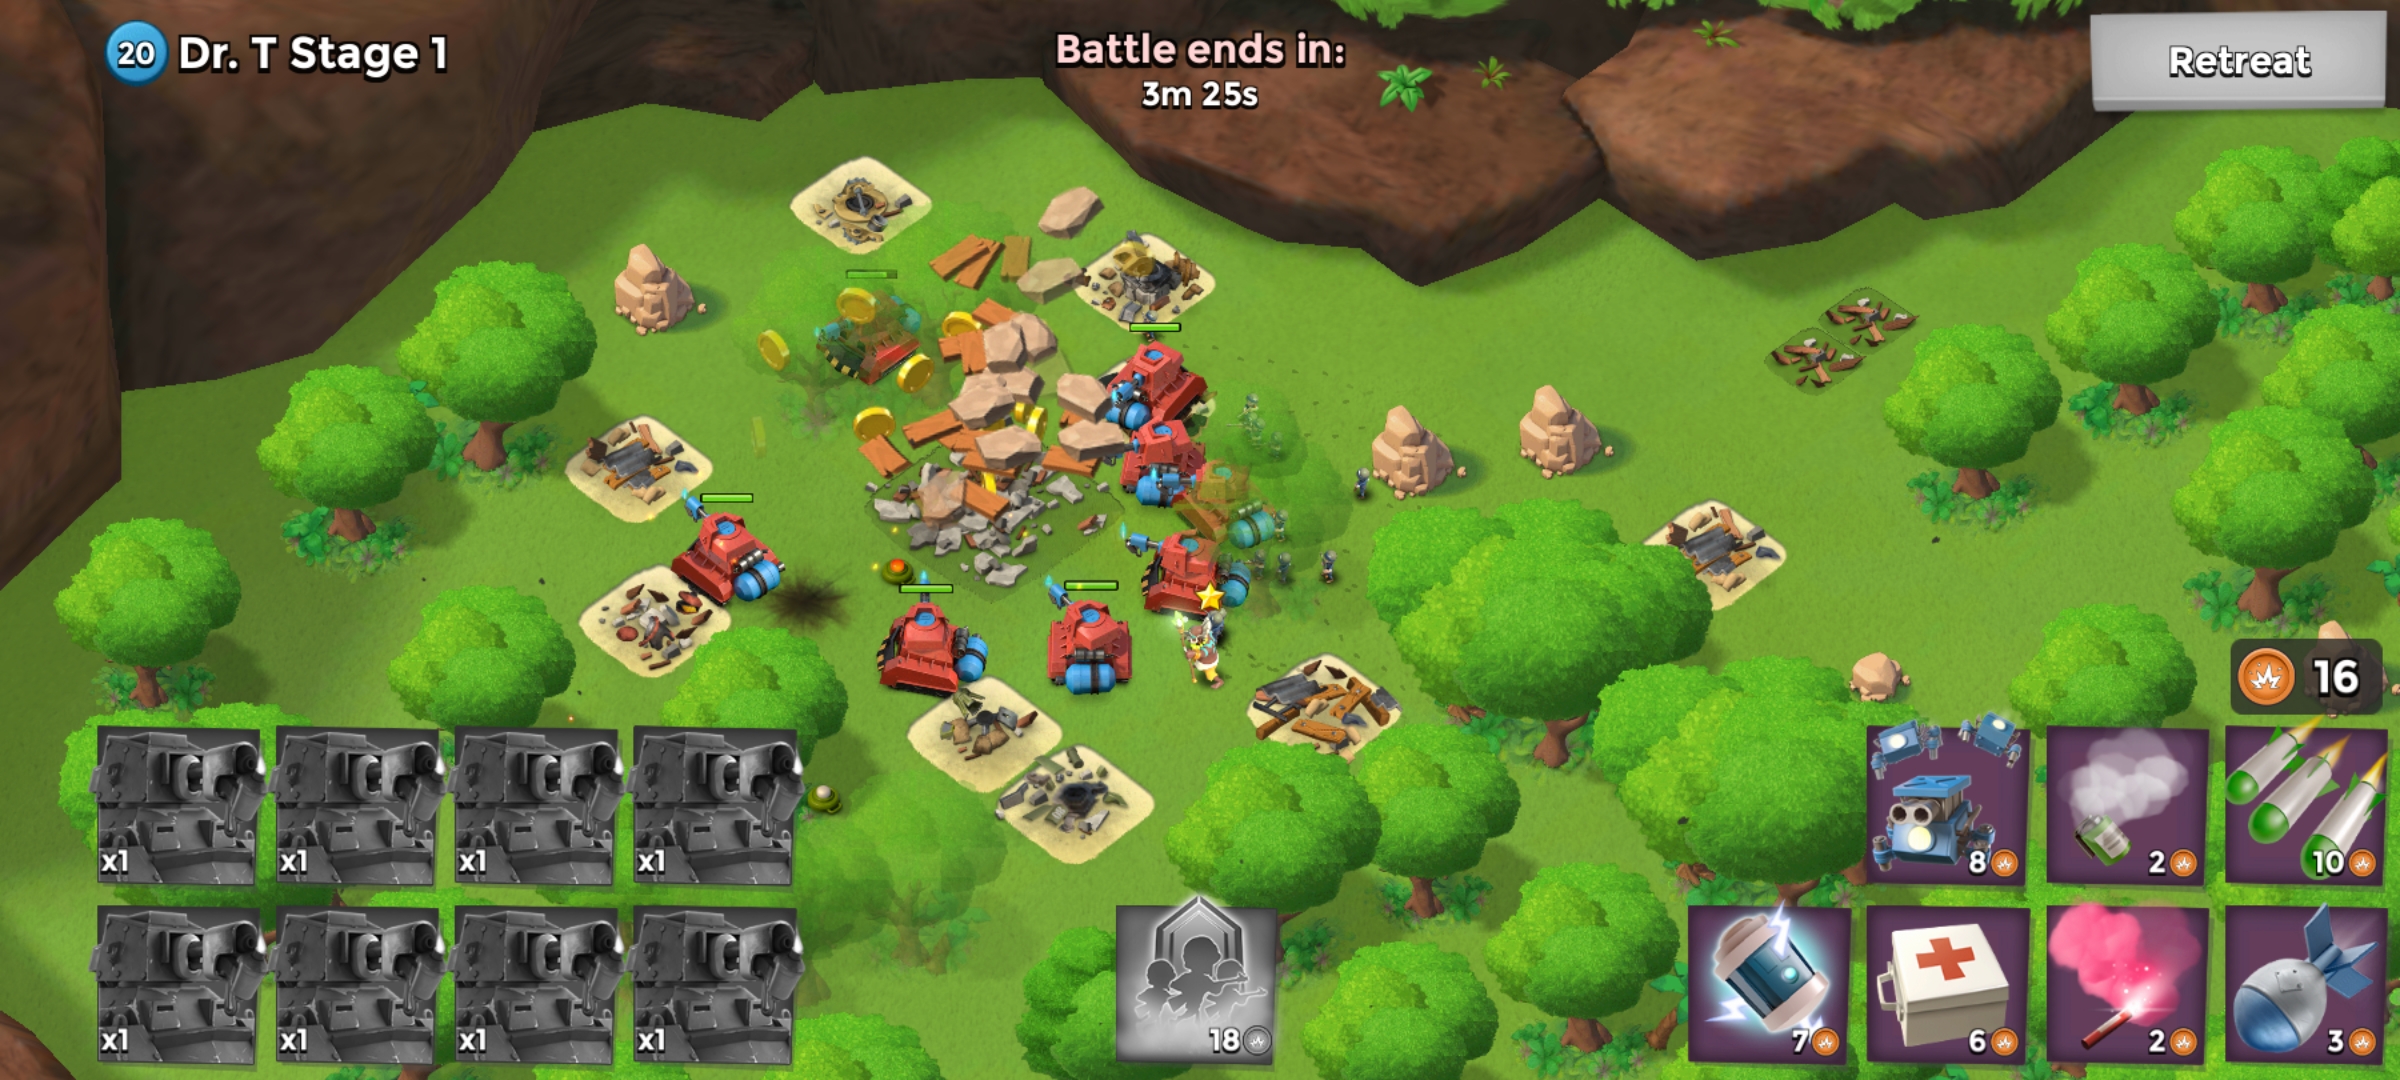 20 Dr. T Stage 1
Battle ends in:
3m 25s
Retreat
16
x1 x1 x1 x1
8 2 10
x1 x1 x1 x1
18
7 6 2 3